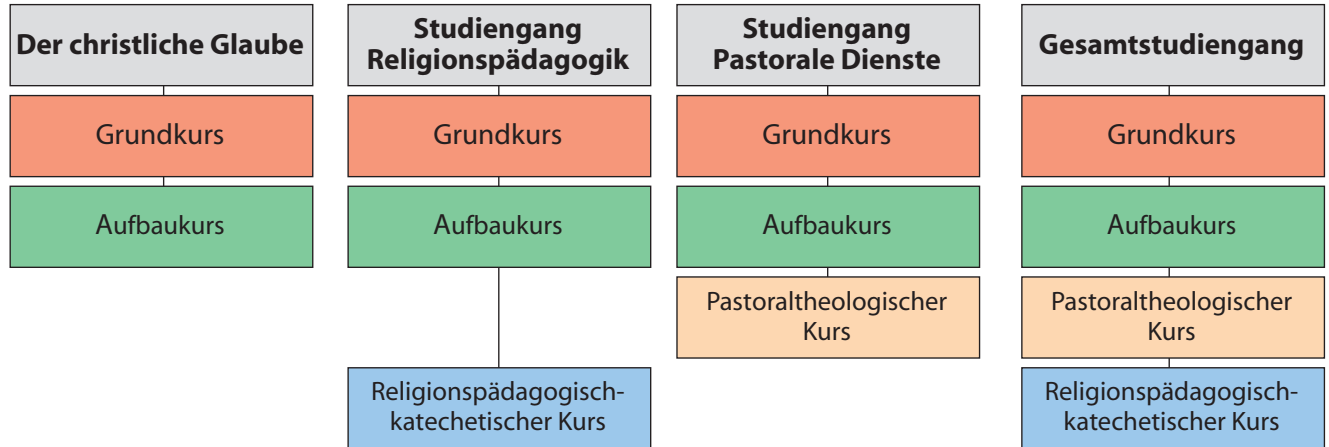 Der christliche Glaube
Grundkurs
Aufbaukurs
Studiengang
Religionspädagogik
Grundkurs
Aufbaukurs
Religionspädagogisch-
katechetischer Kurs
Studiengang
Pastorale Dienste
Grundkurs
Aufbaukurs
Pastoraltheologischer
Kurs
Gesamtstudiengang
Grundkurs
Aufbaukurs
Pastoraltheologischer
Kurs
Religionspädagogisch-
katechetischer Kurs